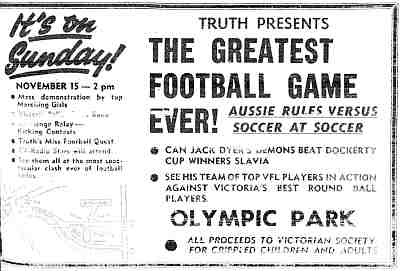 It's on
Sunday!
NOVEMBER 15 — 2 pm
• Mass demonstration by top
Marching Girls
Relay —
Kicking Contests
• Truth's Miss Football Quest.
Radio Stars will attend
• See them all at the most spec-
tacular clash ever of football
TRUTH PRESENTS
THE GREATEST
FOOTBALL GAME
EVER!
AUSSIE RULES VERSUS
SOCCER AT SOCCER
• CAN JACK DYER'S DEMONS BEAT DOCKERTY
CUP WINNERS SLAVIA
• SEE HIS TEAM OF TOP VFL PLAYERS IN ACTION
AGAINST VICTORIA'S BEST ROUND BALL
PLAYERS.
OLYMPIC PARK
• ALL PROCEEDS TO VICTORIAN SOCIETY
FOR CRIPPLED CHILDREN AND ADULTS